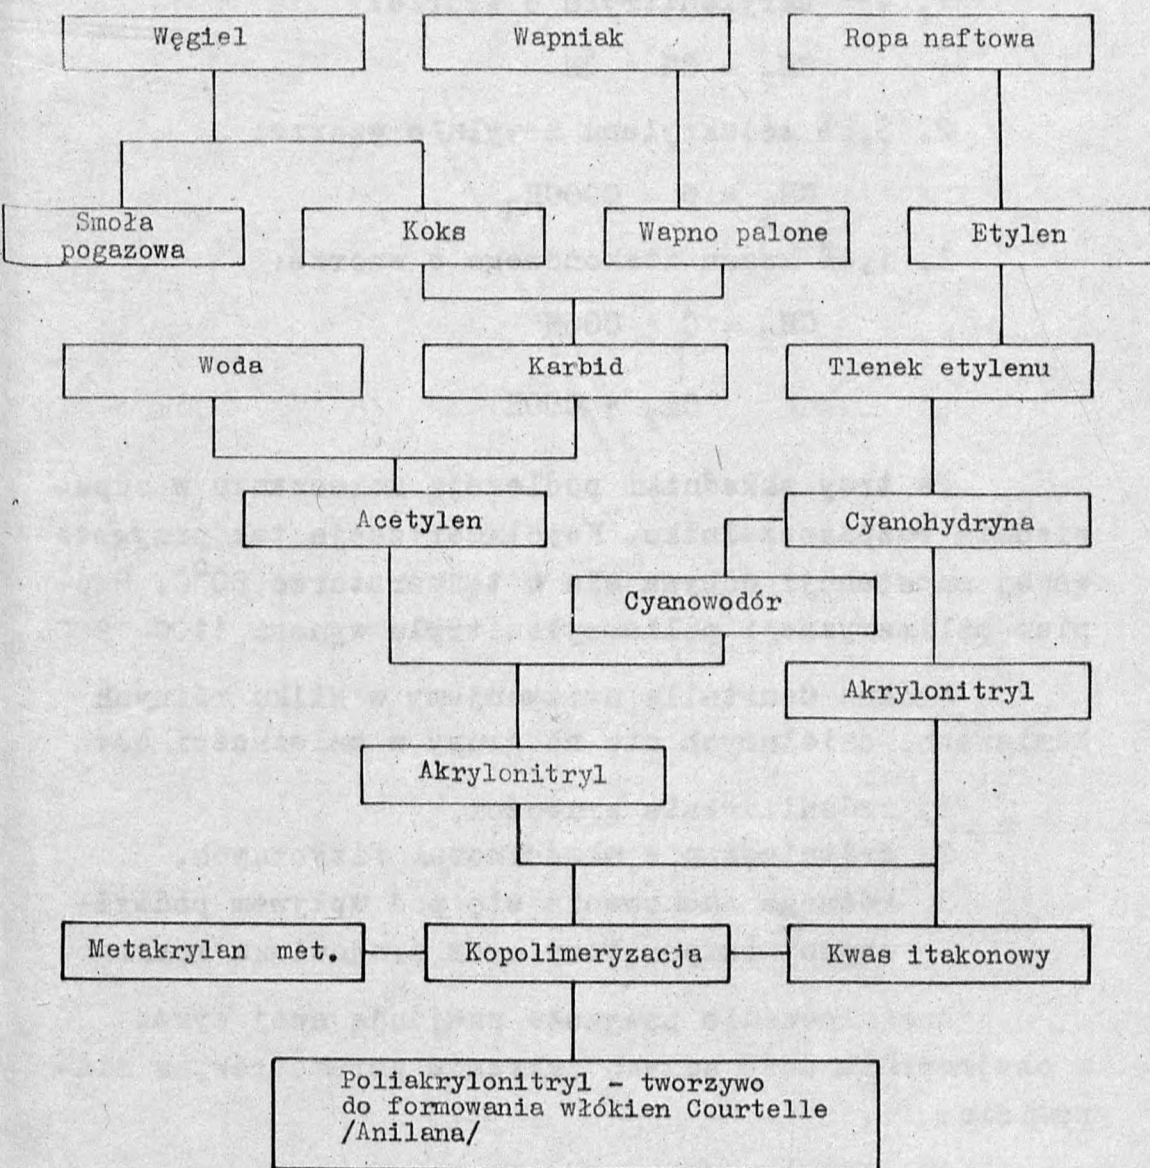 Węgiel
Wapniak
Ropa naftowa
Smoła
pogazowa
Koks
Wapno palone
Etylen
Woda
Karbid
Tlenek etylenu
Acetylen
Cyanohydryna
Cyanowodór
Akrylonitryl
Akrylonitryl
Metakrylan met.
Kopolimeryzacja
Kwas itakonowy
Poliakrylonitryl - tworzywo
do formowania włókien Courtelle
/Anilana/